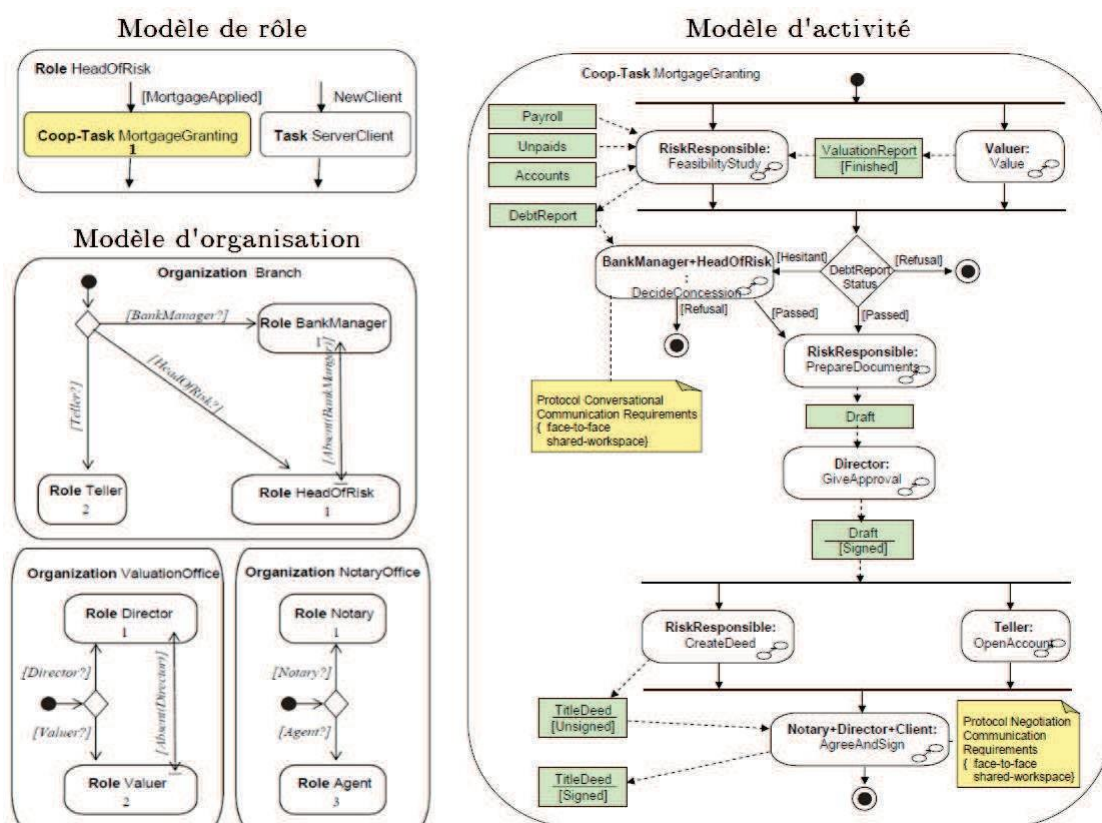 Modèle de rôle
Role HeadOfRisk
[MortgageApplied]
NewClient
Coop-Task MortgageGranting
1
Task ServerClient
Modèle d'organisation
Organization Branch
[BankManager?]
Role BankManager
1
[HeadOfRisk?]
[Teller?]
[Absent(BankManger)]
Role Teller
2
Role HeadOfRisk
1
Organization ValuationOffice
Role Director
1
[Director?]
[Valuer?]
[Absent(Director)]
Role Valuer
2
Organization NotaryOffice
Role Notary
1
[Notary?]
[Agent?]
Role Agent
3
Modèle d'activité
Coop-Task MortgageGranting
Payroll
Unpaids
Accounts
RiskResponsible:
FeasibilityStudy
ValuationReport
[Finished]
Valuer:
Value
DebtReport
BankManager+HeadOfRisk
:
DecideConcession
[Hesitant]
DebtReport
Status
[Refusal]
[Refusal]
[Passed]
[Passed]
RiskResponsible:
PrepareDocuments
Protocol Conversational
Communication Requirements
{ face-to-face
shared-workspace}
Draft
Director:
GiveApproval
Draft
[Signed]
RiskResponsible:
CreateDeed
Teller:
OpenAccount
TitleDeed
[Unsigned]
Notary+Director+Client:
AgreeAndSign
Protocol Negotiation
Communication
Requirements
{ face-to-face
shared-workspace}
TitleDeed
[Signed]